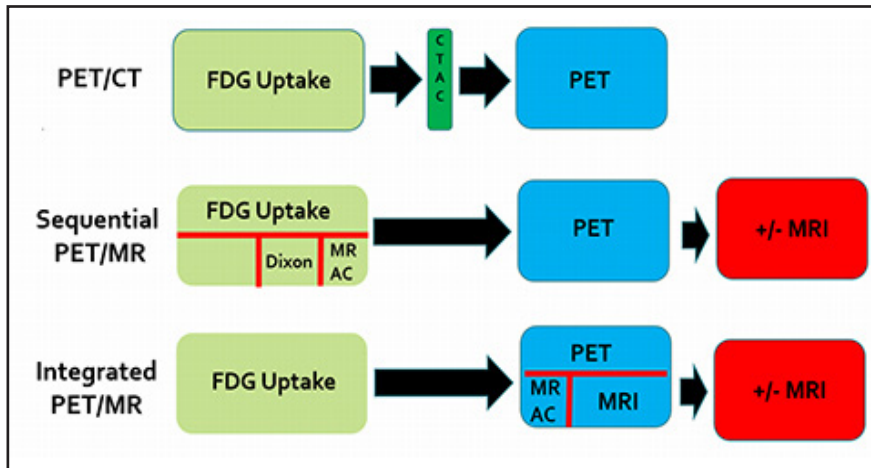 PET/CT
FDG Uptake
C
T
A
C
PET
Sequential
PET/MR
FDG Uptake
Dixon
MR
AC
PET
+/- MRI
Integrated
PET/MR
FDG Uptake
PET
MR
AC
MRI
+/- MRI